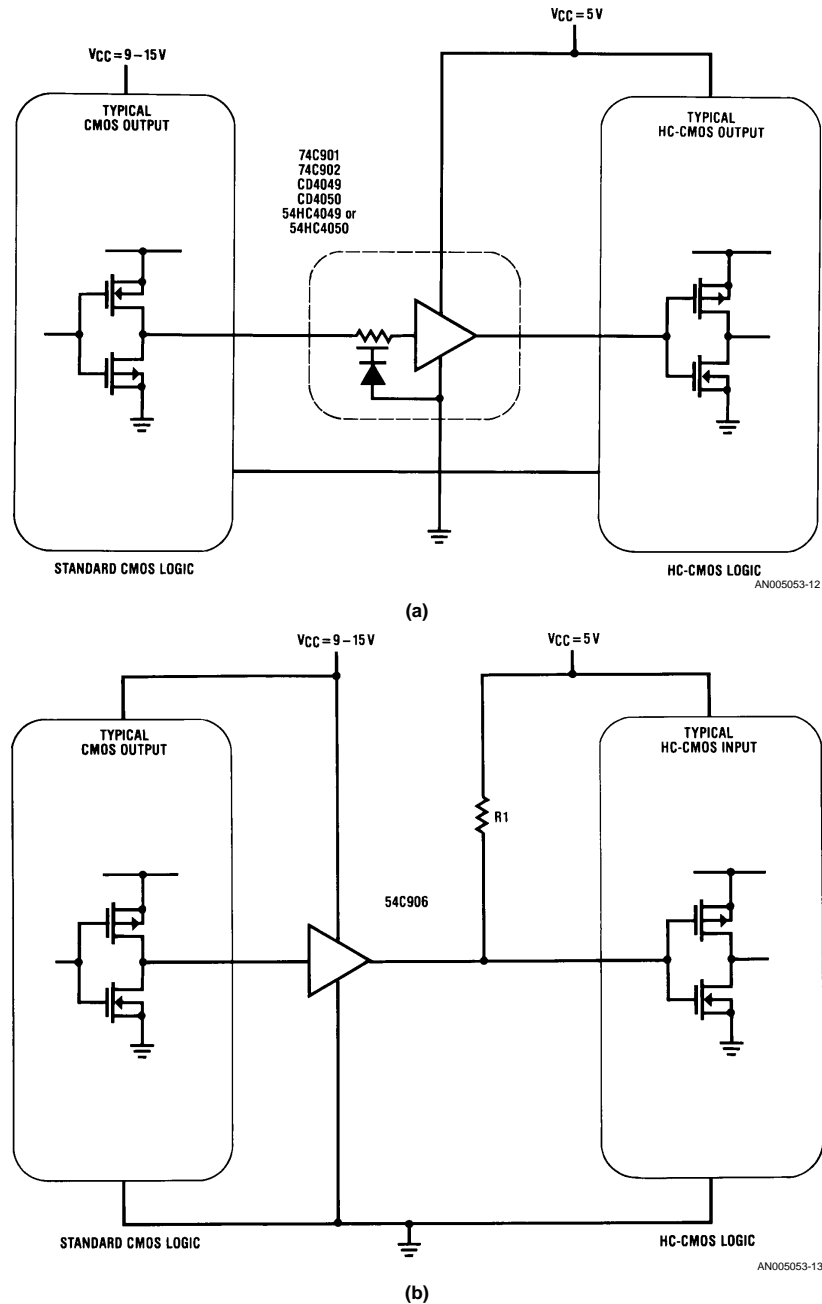 VCC=5V
VCC=9–15V
TYPICAL
CMOS OUTPUT
TYPICAL
HC-CMOS OUTPUT
74C901
74C902
CD4049
CD4050
54HC4049 or
54HC4050
STANDARD CMOS LOGIC
HC-CMOS LOGIC
AN005053-12
(a)
VCC=9–15V
VCC=5V
TYPICAL
CMOS OUTPUT
TYPICAL
HC-CMOS INPUT
R1
54C906
STANDARD CMOS LOGIC
HC-CMOS LOGIC
AN005053-13
(b)